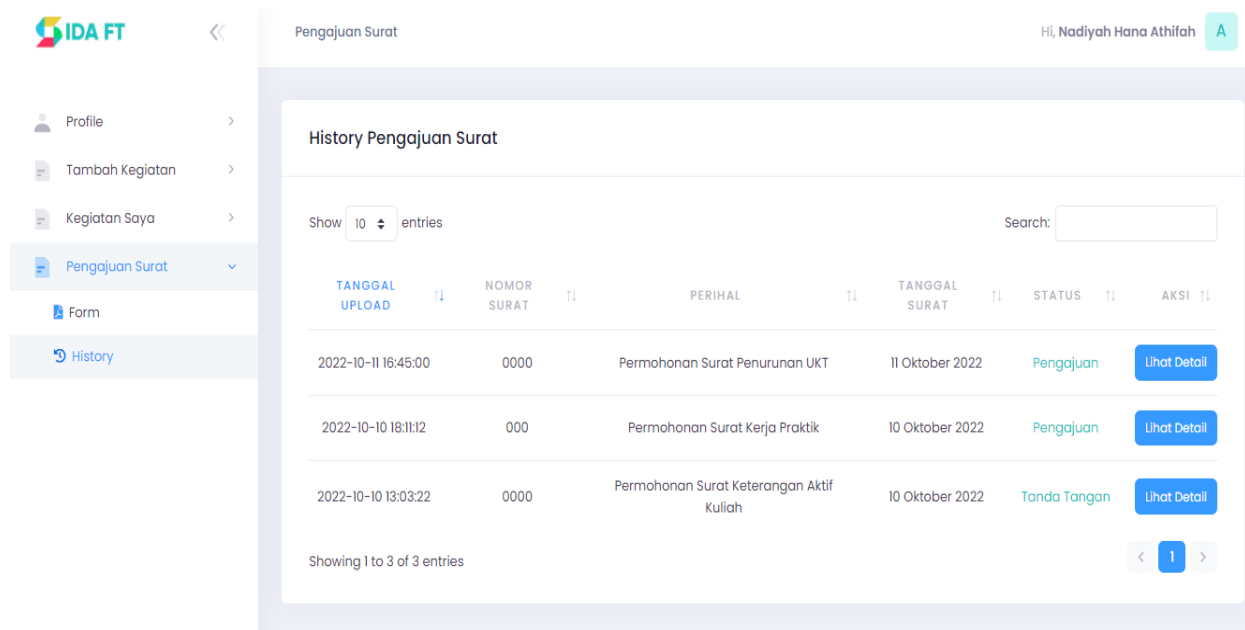 SIDA FT
Pengajuan Surat
Hi, Nadiyah Hana Athifah A
Profile
Tambah Kegiatan
Kegiatan Saya
Pengajuan Surat
Form
History
History Pengajuan Surat
Show 10 entries
Search:
TANGGAL UPLOAD NOMOR SURAT PERIHAL TANGGAL SURAT STATUS AKSI
2022-10-11 16:45:00 0000 Permohonan Surat Penurunan UKT 11 Oktober 2022 Pengajuan Lihat Detail
2022-10-10 18:11:12 000 Permohonan Surat Kerja Praktik 10 Oktober 2022 Pengajuan Lihat Detail
2022-10-10 13:03:22 0000 Permohonan Surat Keterangan Aktif Kuliah 10 Oktober 2022 Tanda Tangan Lihat Detail
Showing 1 to 3 of 3 entries
1